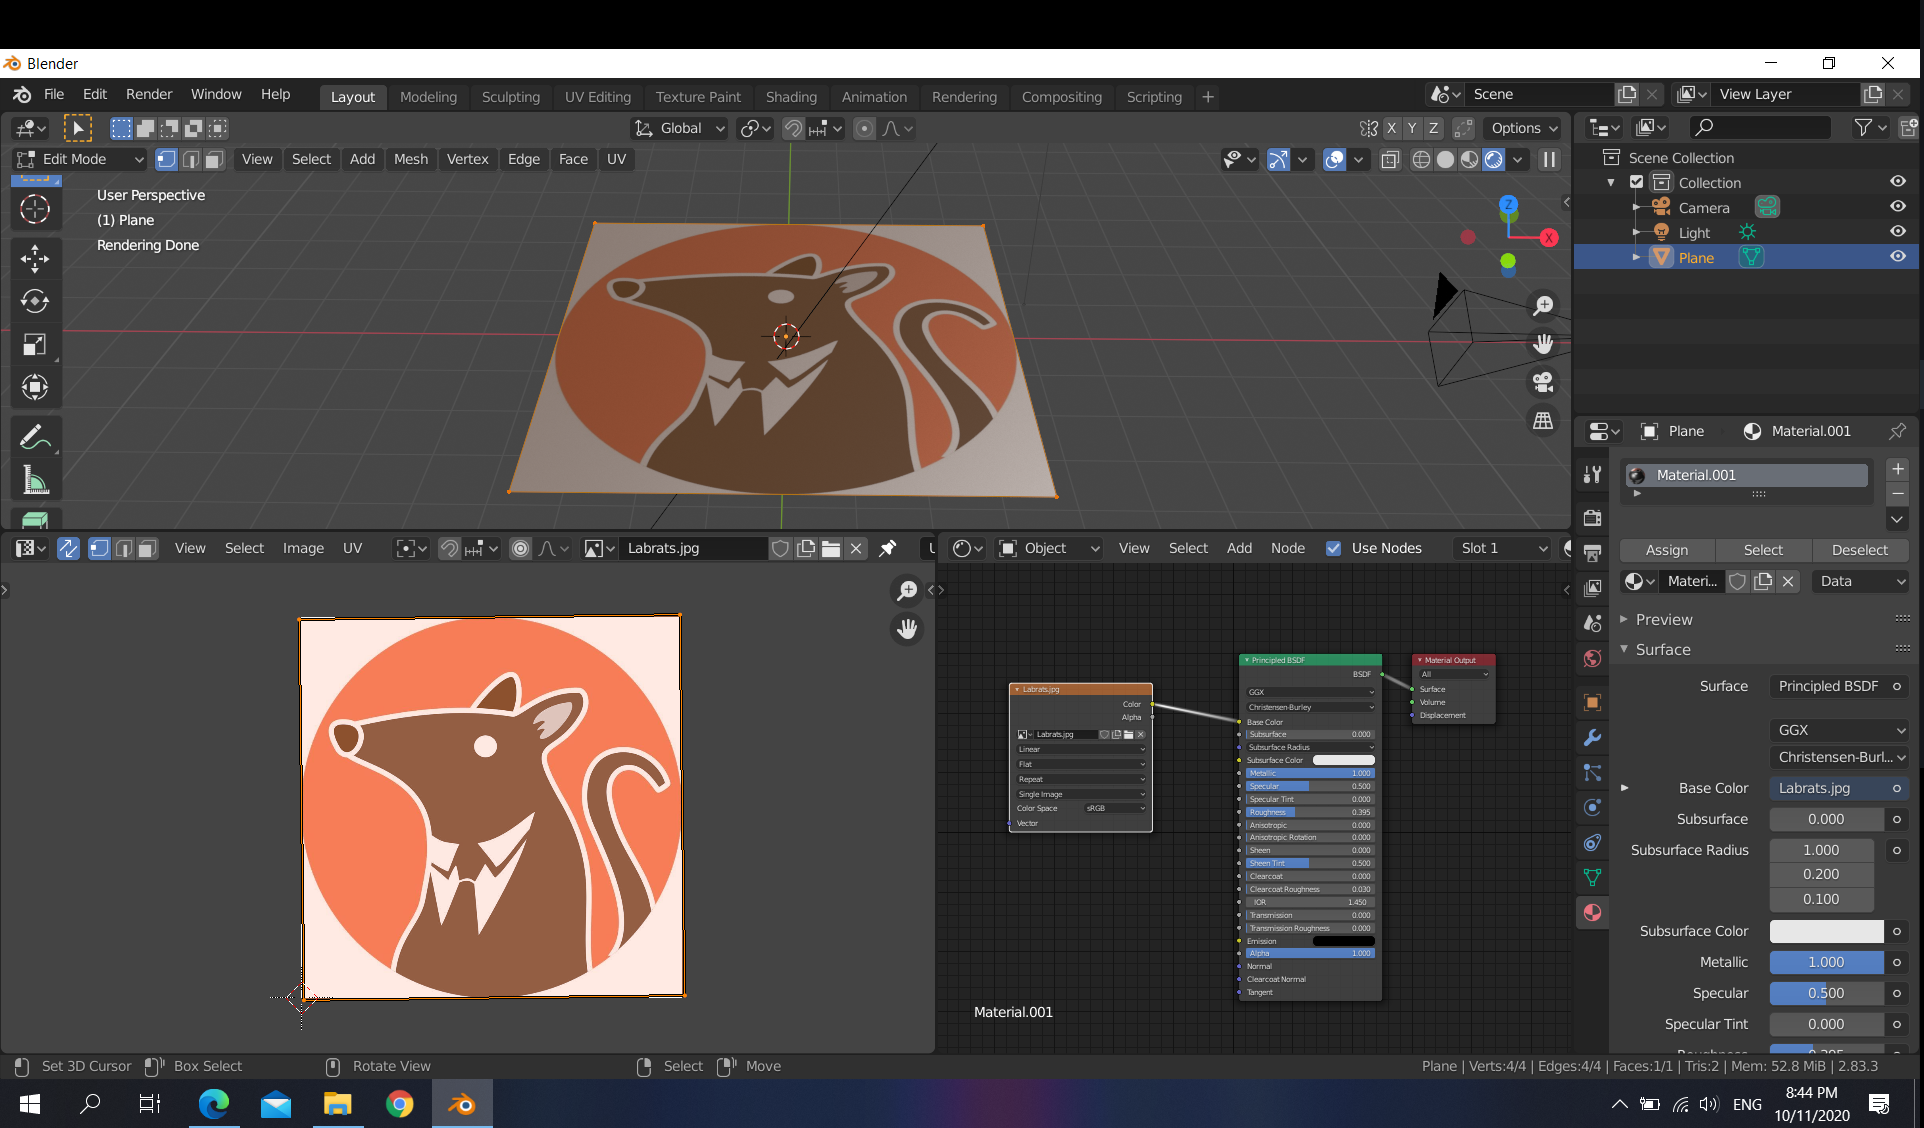 Blender
File Edit Render Window Help Layout Modeling Sculpting UV Editing Texture Paint Shading Animation Rendering Compositing Scripting + Scene View Layer
Global X Y Z Options
Edit Mode View Select Add Mesh Vertex Edge Face UV
User Perspective
(1) Plane
Rendering Done
Z
X
Scene Collection
Collection
Camera
Light
Plane
Plane Material.001
Material.001
Assign Select Deselect
Materi... Data
Preview
Surface
Surface Principled BSDF
GGX
Christensen-Burl...
Base Color Labrats.jpg
Subsurface 0.000
Subsurface Radius 1.000
0.200
0.100
Subsurface Color
Metallic 1.000
Specular 0.500
Specular Tint 0.000
Roughness 0.395
View Select Image UV Labrats.jpg U
Object View Select Add Node Use Nodes Slot 1
Labrats.jpg
Color
Alpha
Labrats.jpg
Linear
Flat
Repeat
Single Image
Color Space sRGB
Vector
Principled BSDF
BSDF
GGX
Christensen-Burley
Base Color
Subsurface 0.000
Subsurface Radius
Subsurface Color
Metallic 1.000
Specular 0.500
Specular Tint 0.000
Roughness 0.395
Anisotropic 0.000
Anisotropic Rotation 0.000
Sheen 0.000
Sheen Tint 0.500
Clearcoat 0.000
Clearcoat Roughness 0.030
IOR 1.450
Transmission 0.000
Transmission Roughness 0.000
Emission
Alpha 1.000
Normal
Clearcoat Normal
Tangent
Material Output
All
Surface
Volume
Displacement
Material.001
Set 3D Cursor Box Select Rotate View Select Move Plane | Verts:4/4 | Edges:4/4 | Faces:1/1 | Tris:2 | Mem: 52.8 MiB | 2.83.3
ENG 8:44 PM
10/11/2020